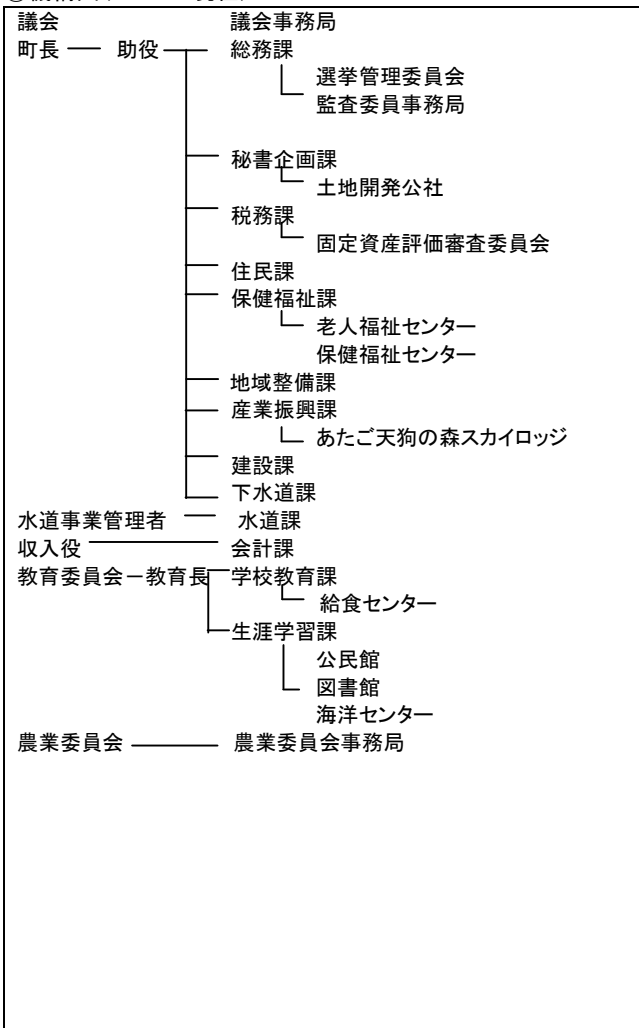 議会 議会事務局
町長 助役 総務課
選挙管理委員会
監査委員事務局
秘書企画課
土地開発公社
税務課
固定資産評価審査委員会
住民課
保健福祉課
老人福祉センター
保健福祉センター
地域整備課
産業振興課
あたご天狗の森スカイロッジ
建設課
下水道課
水道事業管理者 水道課
収入役 会計課
教育委員会－教育長 学校教育課
給食センター
生涯学習課
公民館
図書館
海洋センター
農業委員会 農業委員会事務局